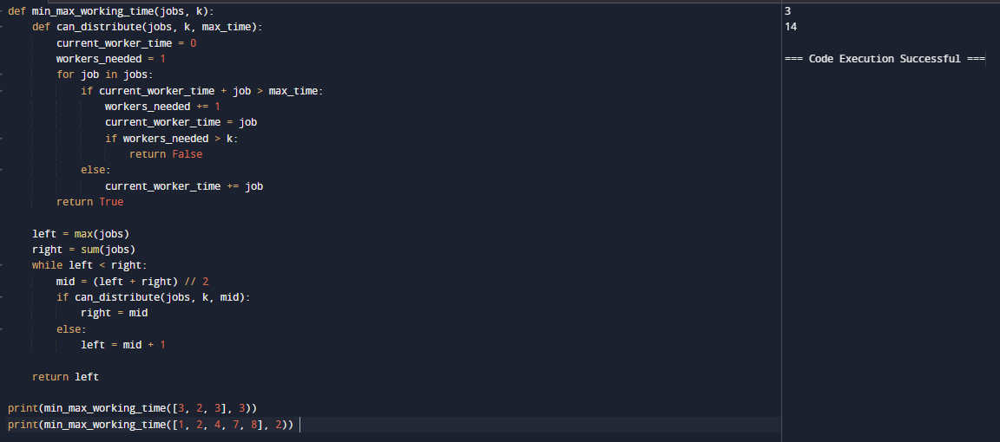 def min_max_working_time(jobs, k):
    def can_distribute(jobs, k, max_time):
        current_worker_time = 0
        workers_needed = 1
        for job in jobs:
            if current_worker_time + job > max_time:
                workers_needed += 1
                current_worker_time = job
                if workers_needed > k:
                    return False
            else:
                current_worker_time += job
        return True

    left = max(jobs)
    right = sum(jobs)
    while left < right:
        mid = (left + right) // 2
        if can_distribute(jobs, k, mid):
            right = mid
        else:
            left = mid + 1

    return left

print(min_max_working_time([3, 2, 3], 3))
print(min_max_working_time([1, 2, 4, 7, 8], 2))
3
14

=== Code Execution Successful ===